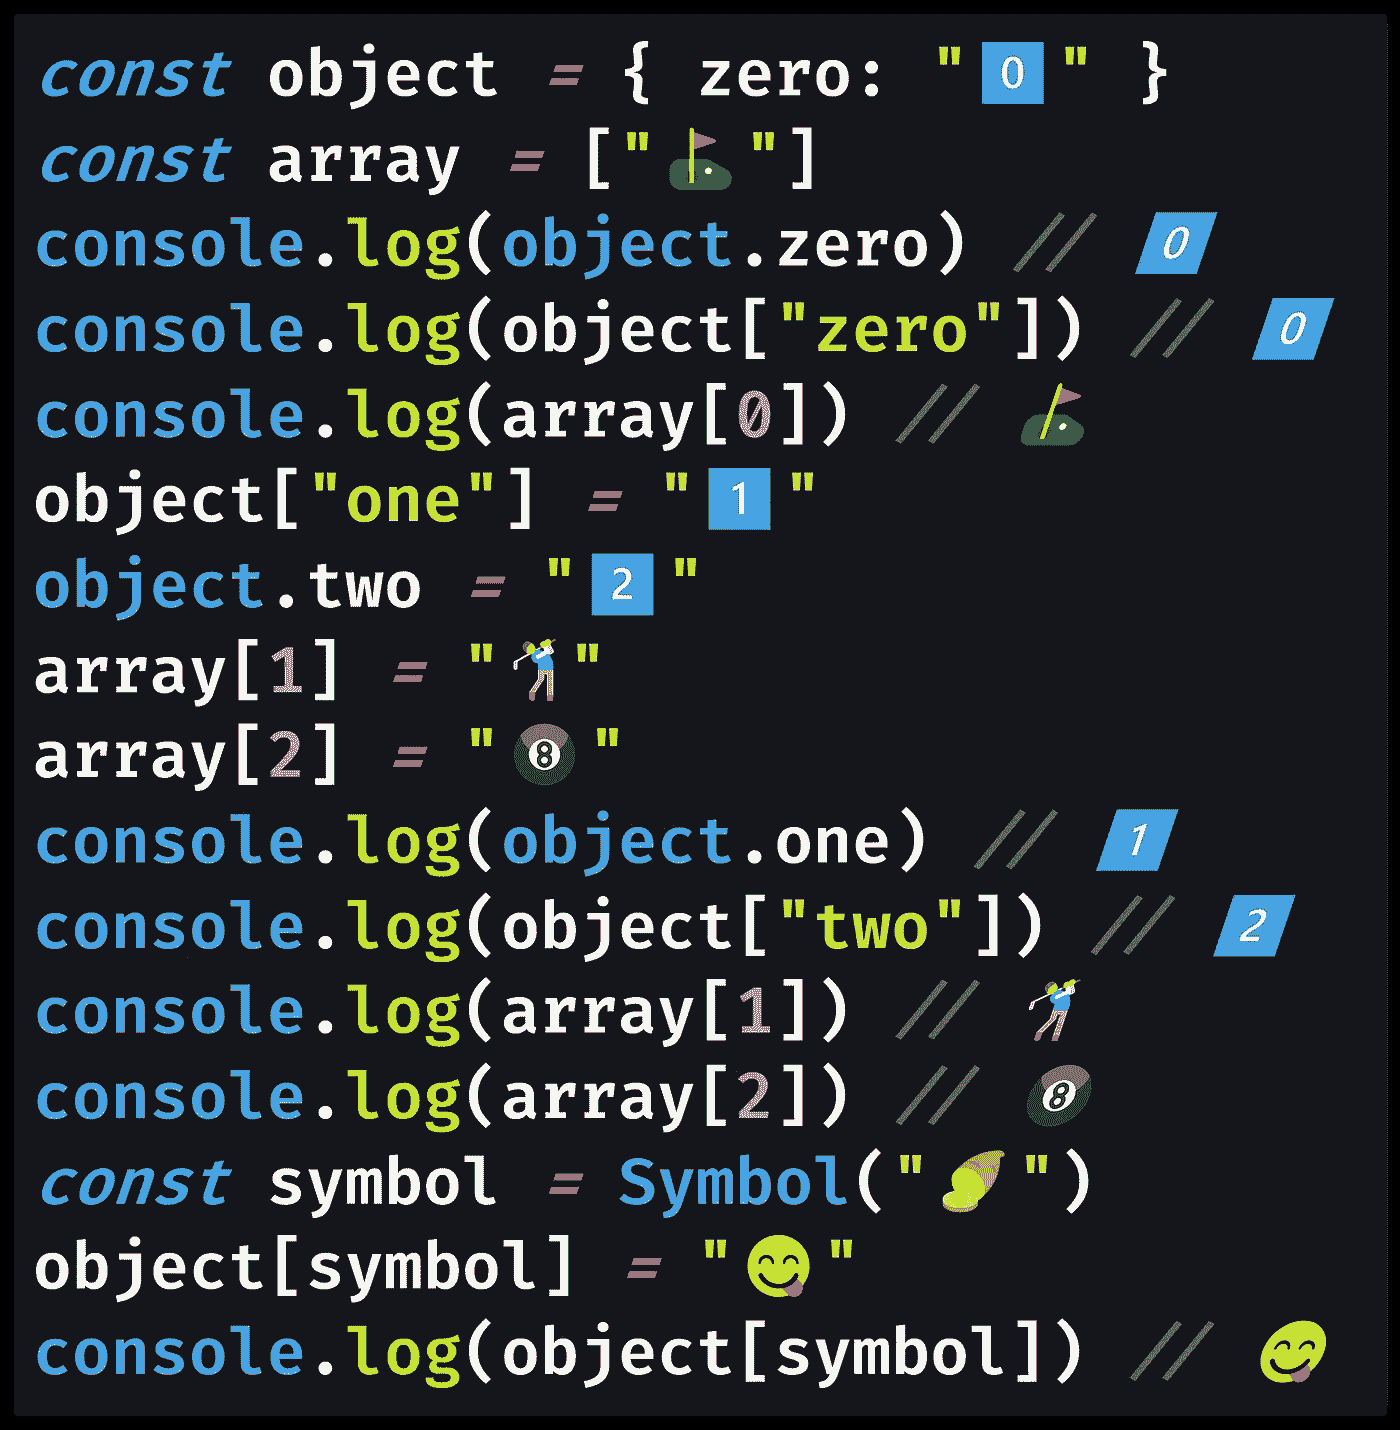 const object = { zero: "0️⃣" }
const array = ["⛳"]
console.log(object.zero) // 0️⃣
console.log(object["zero"]) // 0️⃣
console.log(array[0]) // ⛳
object["one"] = "1️⃣"
object.two = "2️⃣"
array[1] = "🏌"
array[2] = "🎱"
console.log(object.one) // 1️⃣
console.log(object["two"]) // 2️⃣
console.log(array[1]) // 🏌
console.log(array[2]) // 🎱
const symbol = Symbol("🫔")
object[symbol] = "😋"
console.log(object[symbol]) // 😋